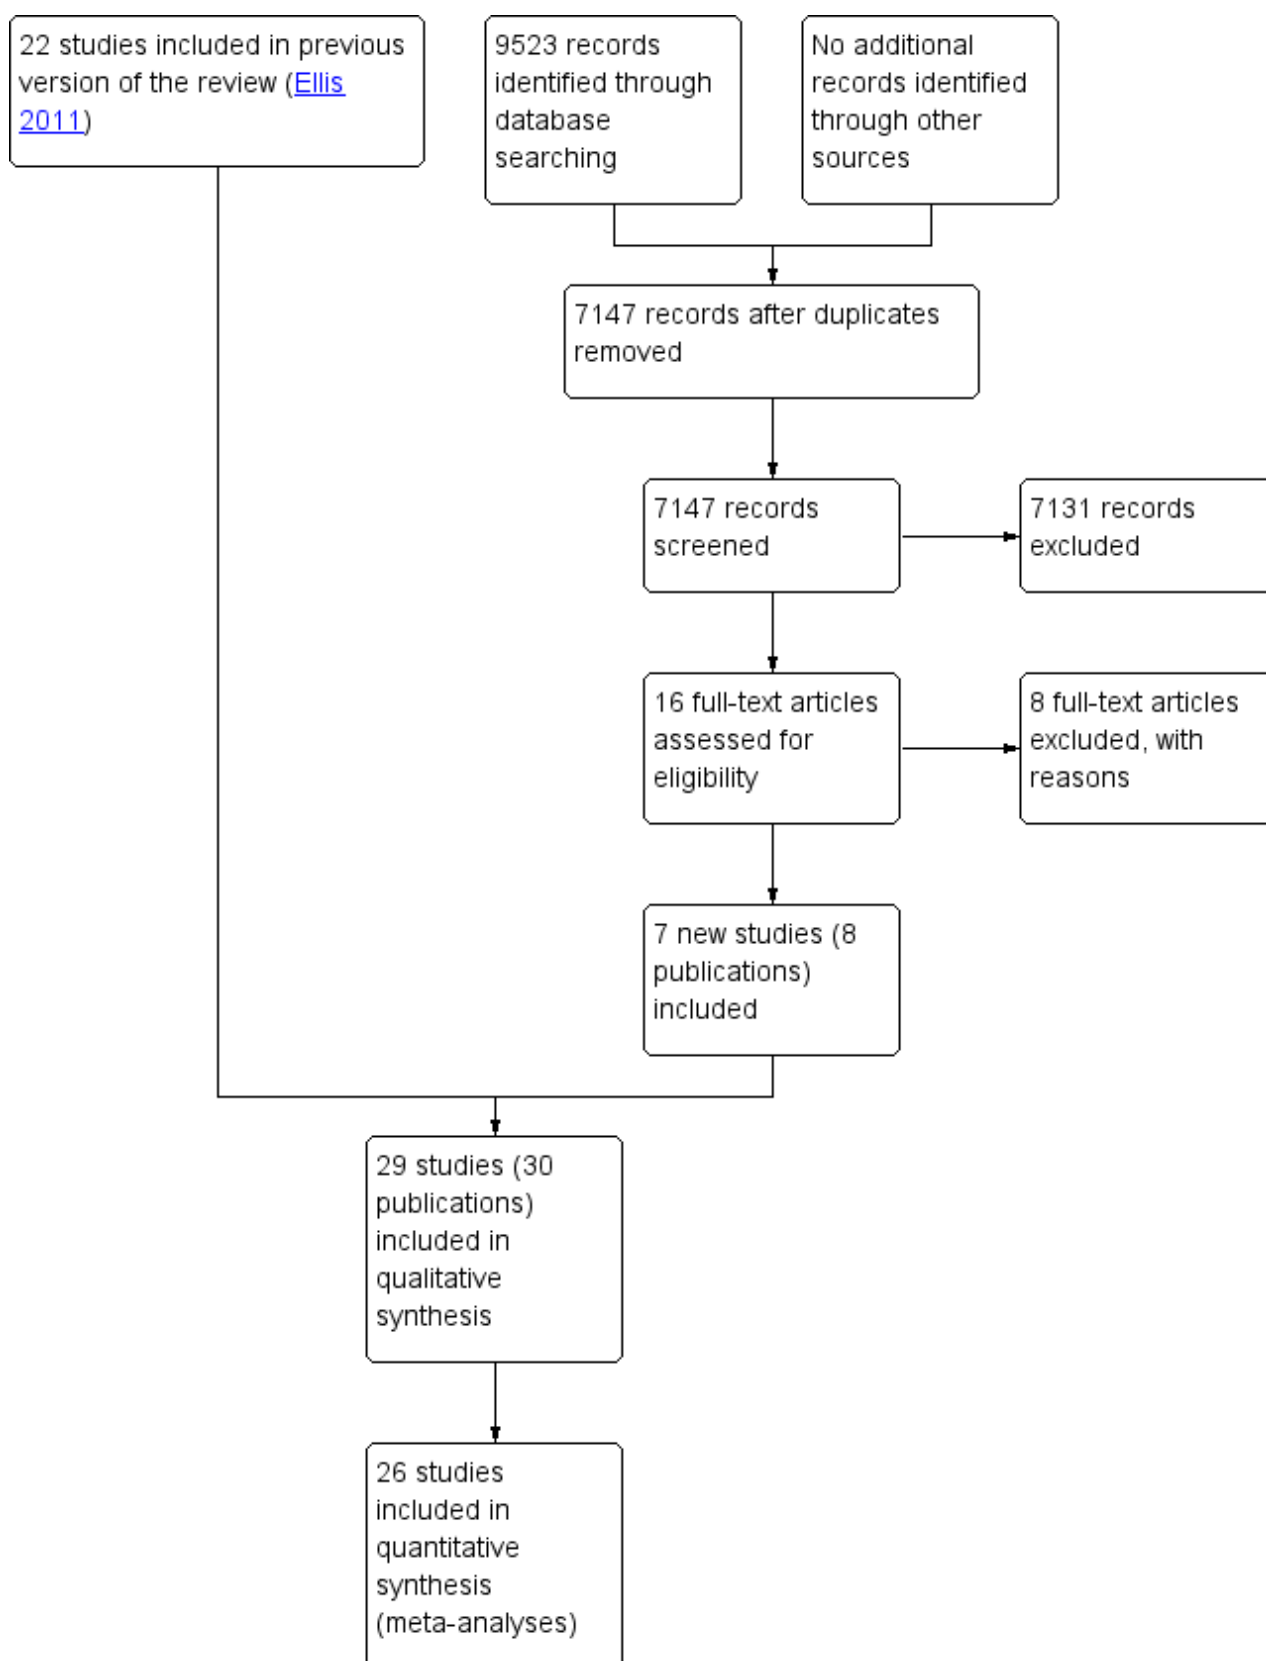 22 studies included in previous
version of the review (Ellis
2011)
9523 records
identified through
database
searching
No additional
records identified
through other
sources
7147 records after duplicates
removed
7147 records
screened
7131 records
excluded
16 full-text articles
assessed for
eligibility
8 full-text articles
excluded, with
reasons
7 new studies (8
publications)
included
29 studies (30
publications)
included in
qualitative
synthesis
26 studies
included in
quantitative
synthesis
(meta-analyses)